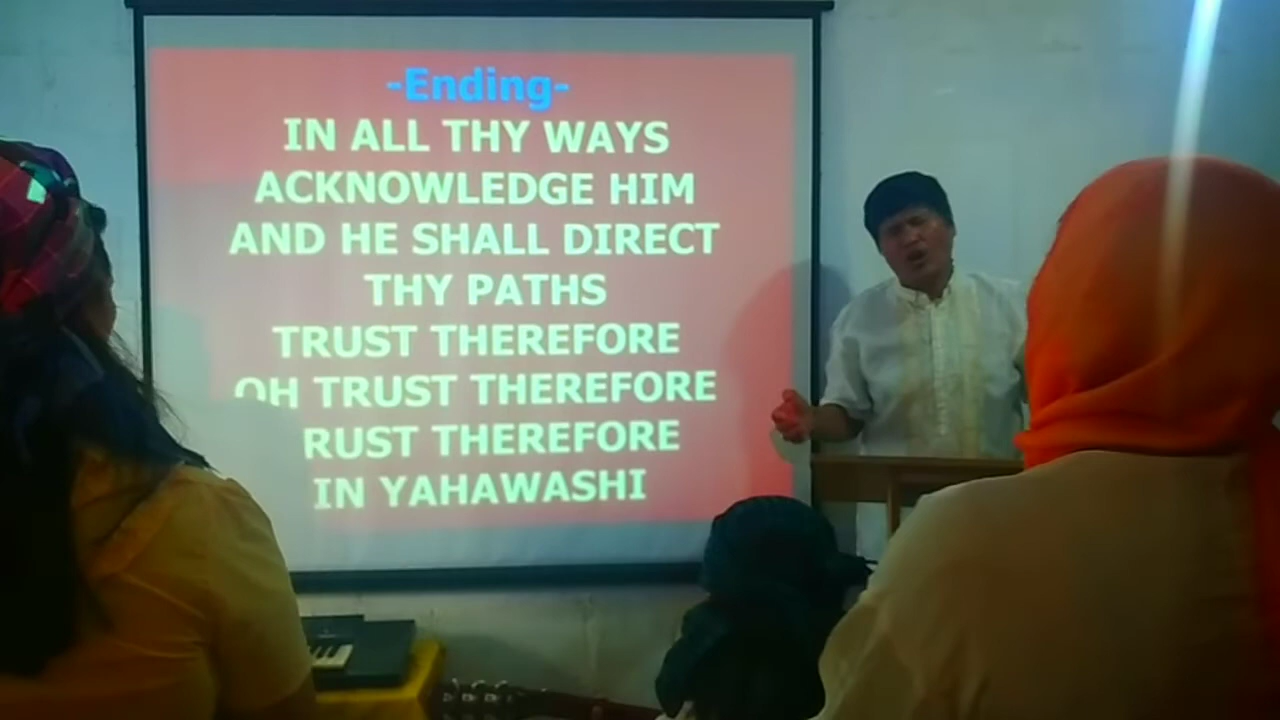 -Ending-
IN ALL THY WAYS
ACKNOWLEDGE HIM
AND HE SHALL DIRECT
THY PATHS
TRUST THEREFORE
OH TRUST THEREFORE
RUST THEREFORE
IN YAHAWASHI